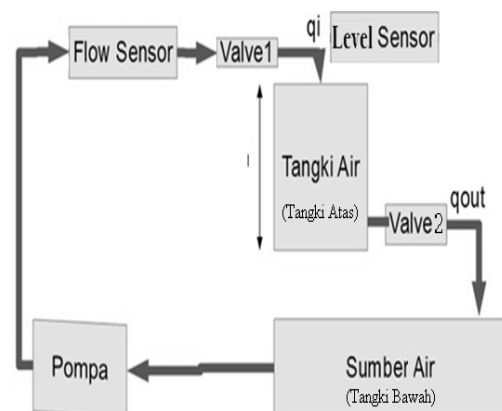 qi
Level Sensor
Flow Sensor
Valve1
Tangki Air
(Tangki Atas)
qout
Valve2
Pompa
Sumber Air
(Tangki Bawah)